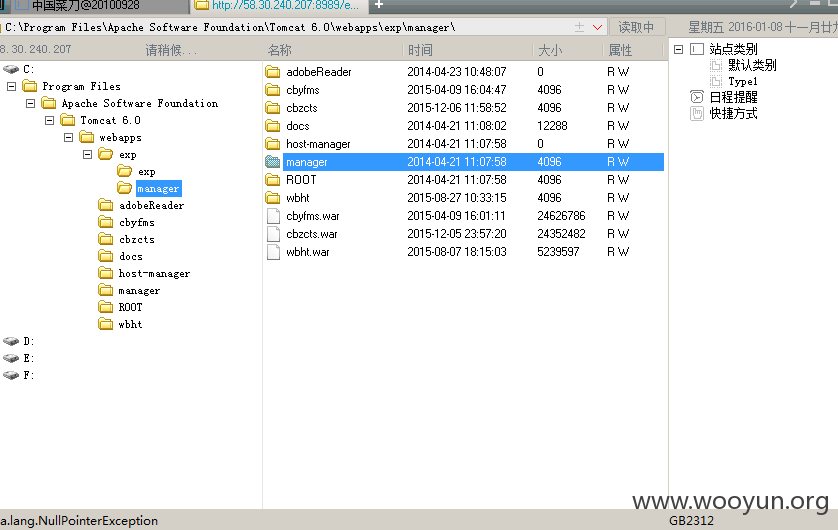 中国菜刀@20100928
http://58.30.240.207:8989/e...
C:\Program Files\Apache Software Foundation\Tomcat 6.0\webapps\exp\manager\
读取中
星期五 2016-01-08 十一月廿九
8.30.240.207 请稍候...
名称 时间 大小 属性
C:
Program Files
Apache Software Foundation
Tomcat 6.0
webapps
exp
exp
manager
adobeReader
cbyfms
cbzcts
docs
host-manager
manager
ROOT
wbht
D:
E:
F:
adobeReader 2014-04-23 10:48:07 0 R W
cbyfms 2015-04-09 16:04:47 4096 R W
cbzcts 2015-12-06 11:58:52 4096 R W
docs 2014-04-21 11:08:02 12288 R W
host-manager 2014-04-21 11:07:58 0 R W
manager 2014-04-21 11:07:58 4096 R W
ROOT 2014-04-21 11:07:58 4096 R W
wbht 2015-08-27 10:33:15 4096 R W
cbyfms.war 2015-04-09 16:01:11 24626786 R W
cbzcts.war 2015-12-05 23:57:20 24352482 R W
wbht.war 2015-08-07 18:15:03 5239597 R W
站点类别
默认类别
Type1
日程提醒
快捷方式
www.wooyun.org
a.lang.NullPointerException
GB2312